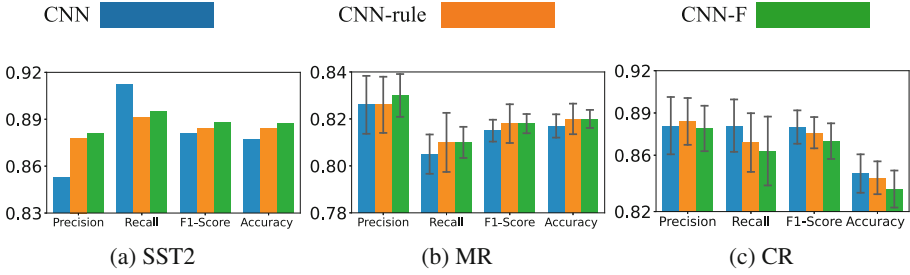 CNN CNN-rule CNN-F
0.92 0.84 0.92
0.89 0.82 0.89
0.86 0.80 0.86
0.83 0.78 0.82
Precision Recall F1-Score Accuracy Precision Recall F1-Score Accuracy Precision Recall F1-Score Accuracy
(a) SST2 (b) MR (c) CR